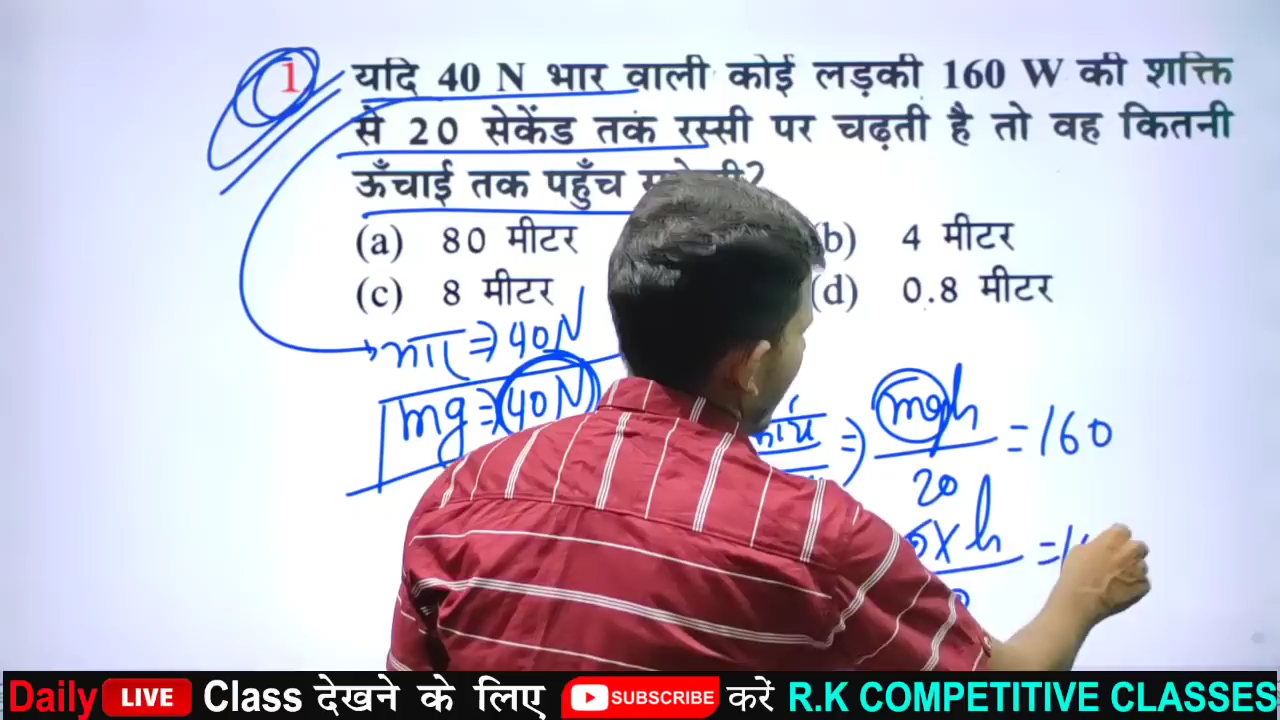 1 यदि 40 N भार वाली कोई लड़की 160 W की शक्ति
से 20 सेकेंड तक रस्सी पर चढ़ती है तो वह कितनी
ऊँचाई तक पहुँच
(a) 80 मीटर (b) 4 मीटर
(c) 8 मीटर (d) 0.8 मीटर
भार ⇒ 40N
mg ⇒ 40N
कार्य ⇒ mgh/20 = 160
x h =
Daily LIVE Class देखने के लिए SUBSCRIBE करें R.K COMPETITIVE CLASSES